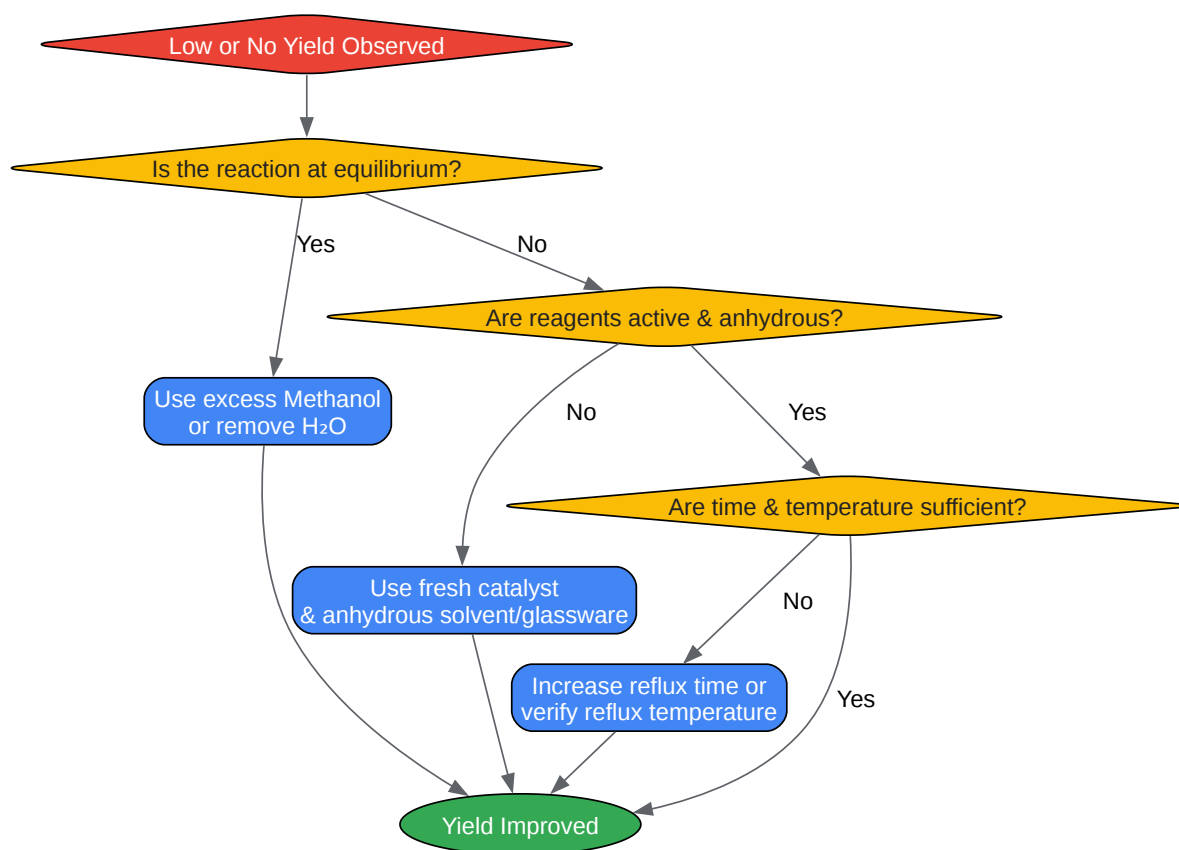 Low or No Yield Observed
Is the reaction at equilibrium?
Yes
No
Are reagents active & anhydrous?
Use excess Methanol
or remove H₂O
No
Yes
Are time & temperature sufficient?
Use fresh catalyst
& anhydrous solvent/glassware
No
Increase reflux time or
verify reflux temperature
Yes
Yield Improved